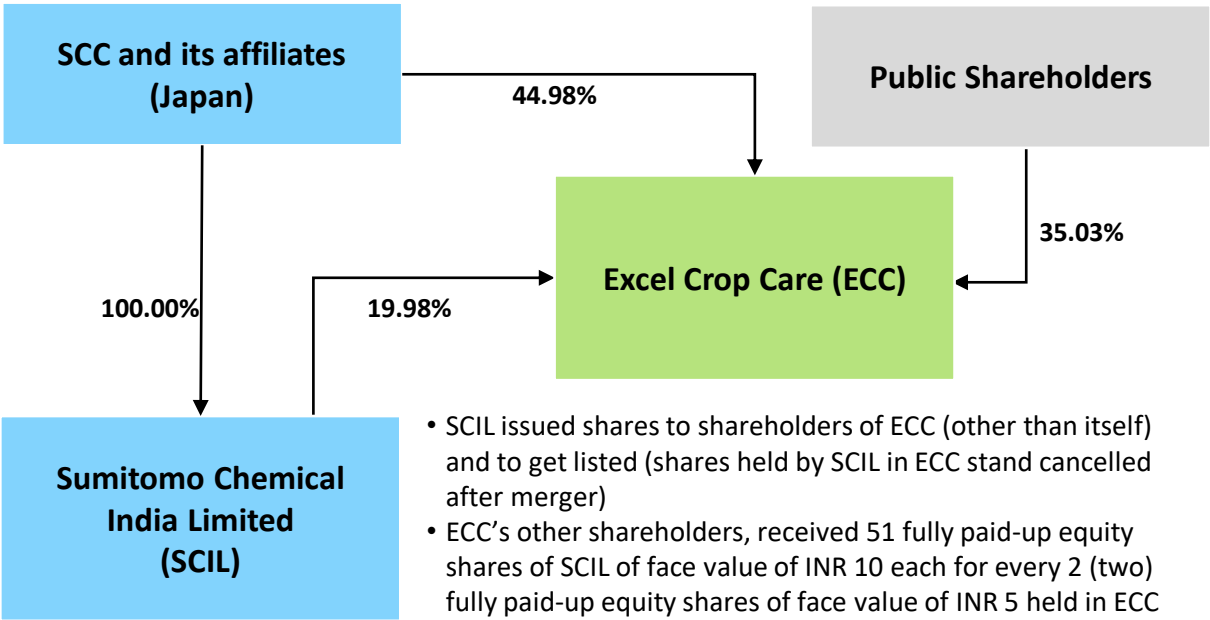 SCC and its affiliates
(Japan)
44.98%
Public Shareholders
35.03%
Excel Crop Care (ECC)
100.00%
19.98%
Sumitomo Chemical
India Limited
(SCIL)
• SCIL issued shares to shareholders of ECC (other than itself)
and to get listed (shares held by SCIL in ECC stand cancelled
after merger)
• ECC’s other shareholders, received 51 fully paid-up equity
shares of SCIL of face value of INR 10 each for every 2 (two)
fully paid-up equity shares of face value of INR 5 held in ECC